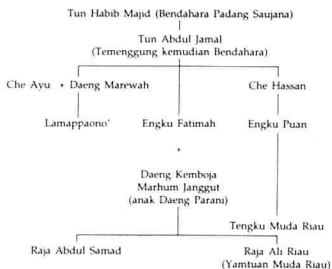 Tun Habib Majid (Bendahara Padang Saujana)
Tun Abdul Jamal
(Temenggung kemudian Bendahara)
Che Ayu + Daeng Marewah
Che Hassan
Lamappaono'
Engku Fatimah
Engku Puan
+
Daeng Kemboja
Marhum Janggut
(anak Daeng Parani)
Tengku Muda Riau
Raja Abdul Samad
Raja Ali Riau
(Yamtuan Muda Riau)